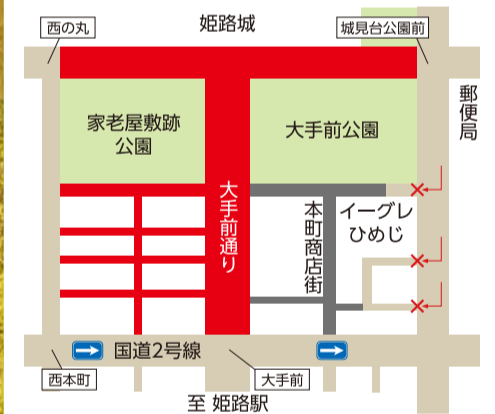 姫路城
西の丸
城見台公園前
郵便局
家老屋敷跡
公園
大手前公園
大手前通り
本町商店街
イーグレ
ひめじ
国道2号線
西本町
大手前
至 姫路駅